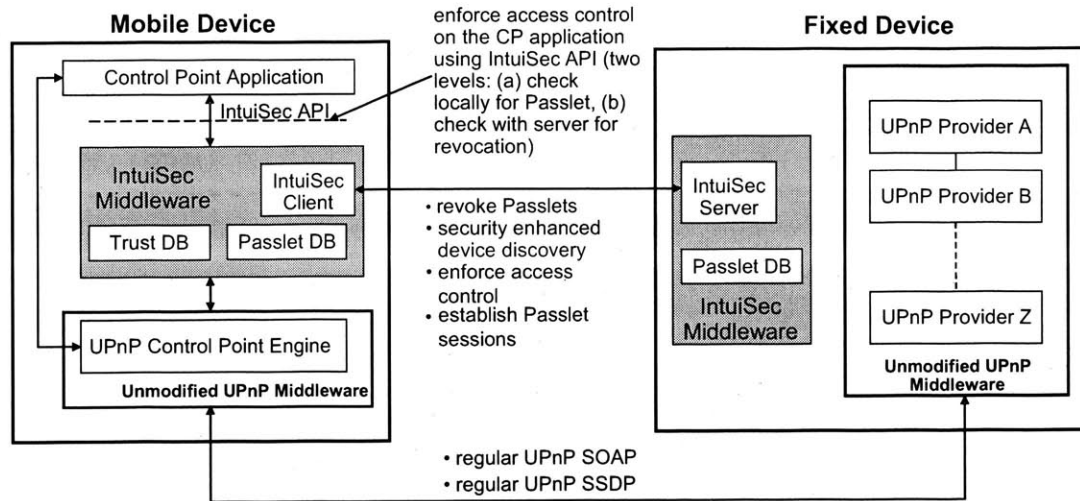 Mobile Device
Control Point Application
IntuiSec API
IntuiSec
Middleware
IntuiSec
Client
Trust DB
Passlet DB
UPnP Control Point Engine
Unmodified UPnP Middleware
enforce access control
on the CP application
using IntuiSec API (two
levels: (a) check
locally for Passlet, (b)
check with server for
revocation)
• revoke Passlets
• security enhanced
device discovery
• enforce access
control
• establish Passlet
sessions
Fixed Device
IntuiSec
Server
Passlet DB
IntuiSec
Middleware
UPnP Provider A
UPnP Provider B
UPnP Provider Z
Unmodified UPnP
Middleware
• regular UPnP SOAP
• regular UPnP SSDP